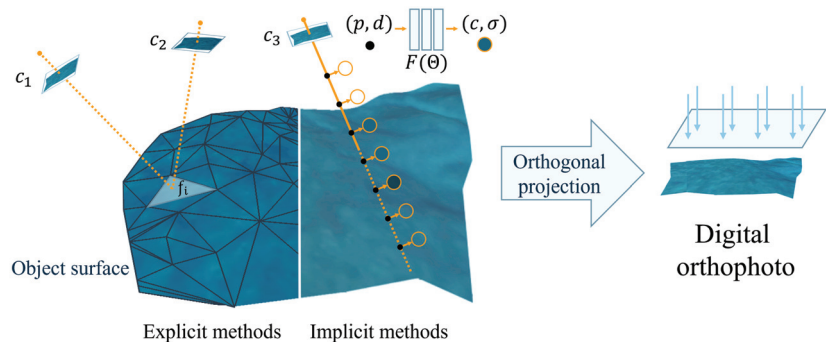 c₁
c₂
c₃
(p, d)
(c, σ)
F(Θ)
fᵢ
Object surface
Explicit methods
Implicit methods
Orthogonal
projection
Digital
orthophoto